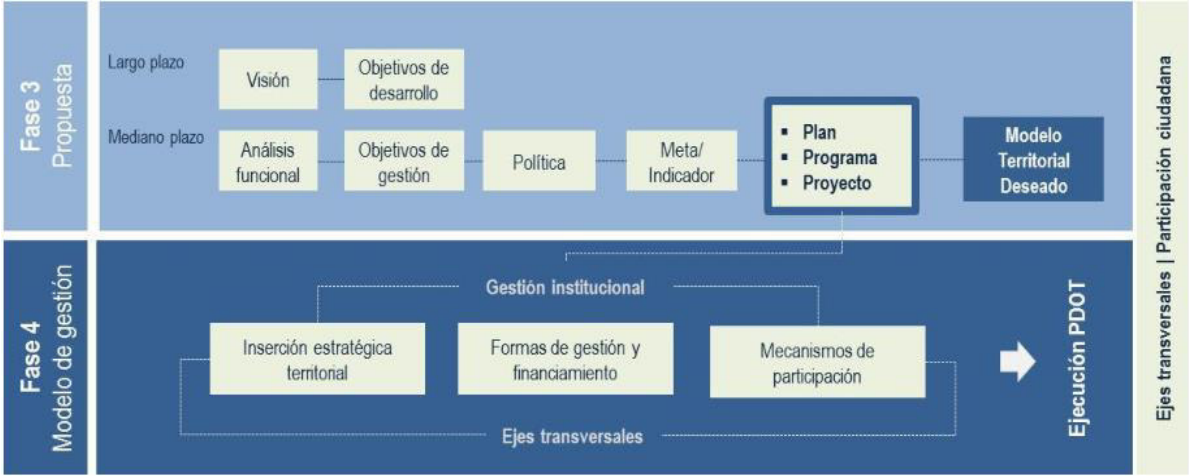 Fase 3
Propuesta
Largo plazo
Visión
Objetivos de
desarrollo
Mediano plazo
Análisis
funcional
Objetivos de
gestión
Política
Meta/
Indicador
▪ Plan
▪ Programa
▪ Proyecto
Modelo
Territorial
Deseado
Fase 4
Modelo de gestión
Gestión institucional
Inserción estratégica
territorial
Formas de gestión y
financiamiento
Mecanismos de
participación
Ejes transversales
Ejecución PDOT
Ejes transversales | Participación ciudadana